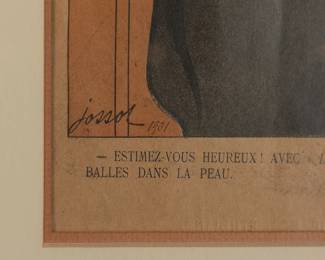 jossot
1901
— ESTIMEZ-VOUS HEUREUX! AVEC
BALLES DANS LA PEAU.